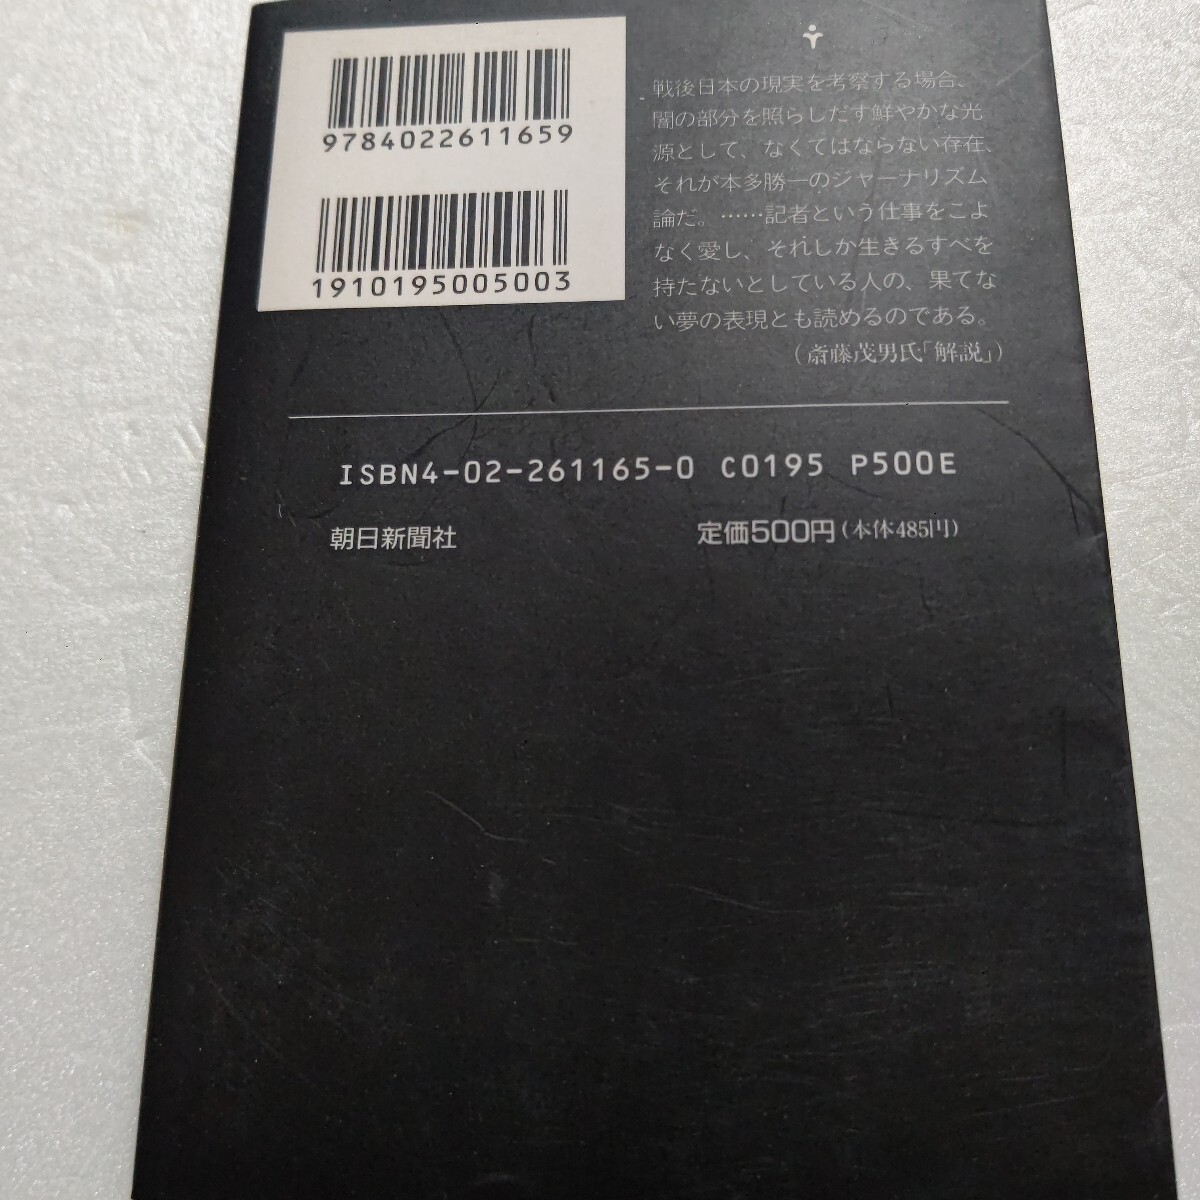 9784022611659
1910195005003
戦後日本の現実を考察する場合、
闇の部分を照らしだす鮮やかな光
源として、なくてはならない存在、
それが本多勝一のジャーナリズム
論だ。……記者という仕事をこよ
なく愛し、それしか生きるすべを
持たないとしている人の、果てな
い夢の表現とも読めるのである。
(斎藤茂男氏「解説」)
ISBN4-02-261165-0 C0195 P500E
朝日新聞社
定価500円(本体485円)